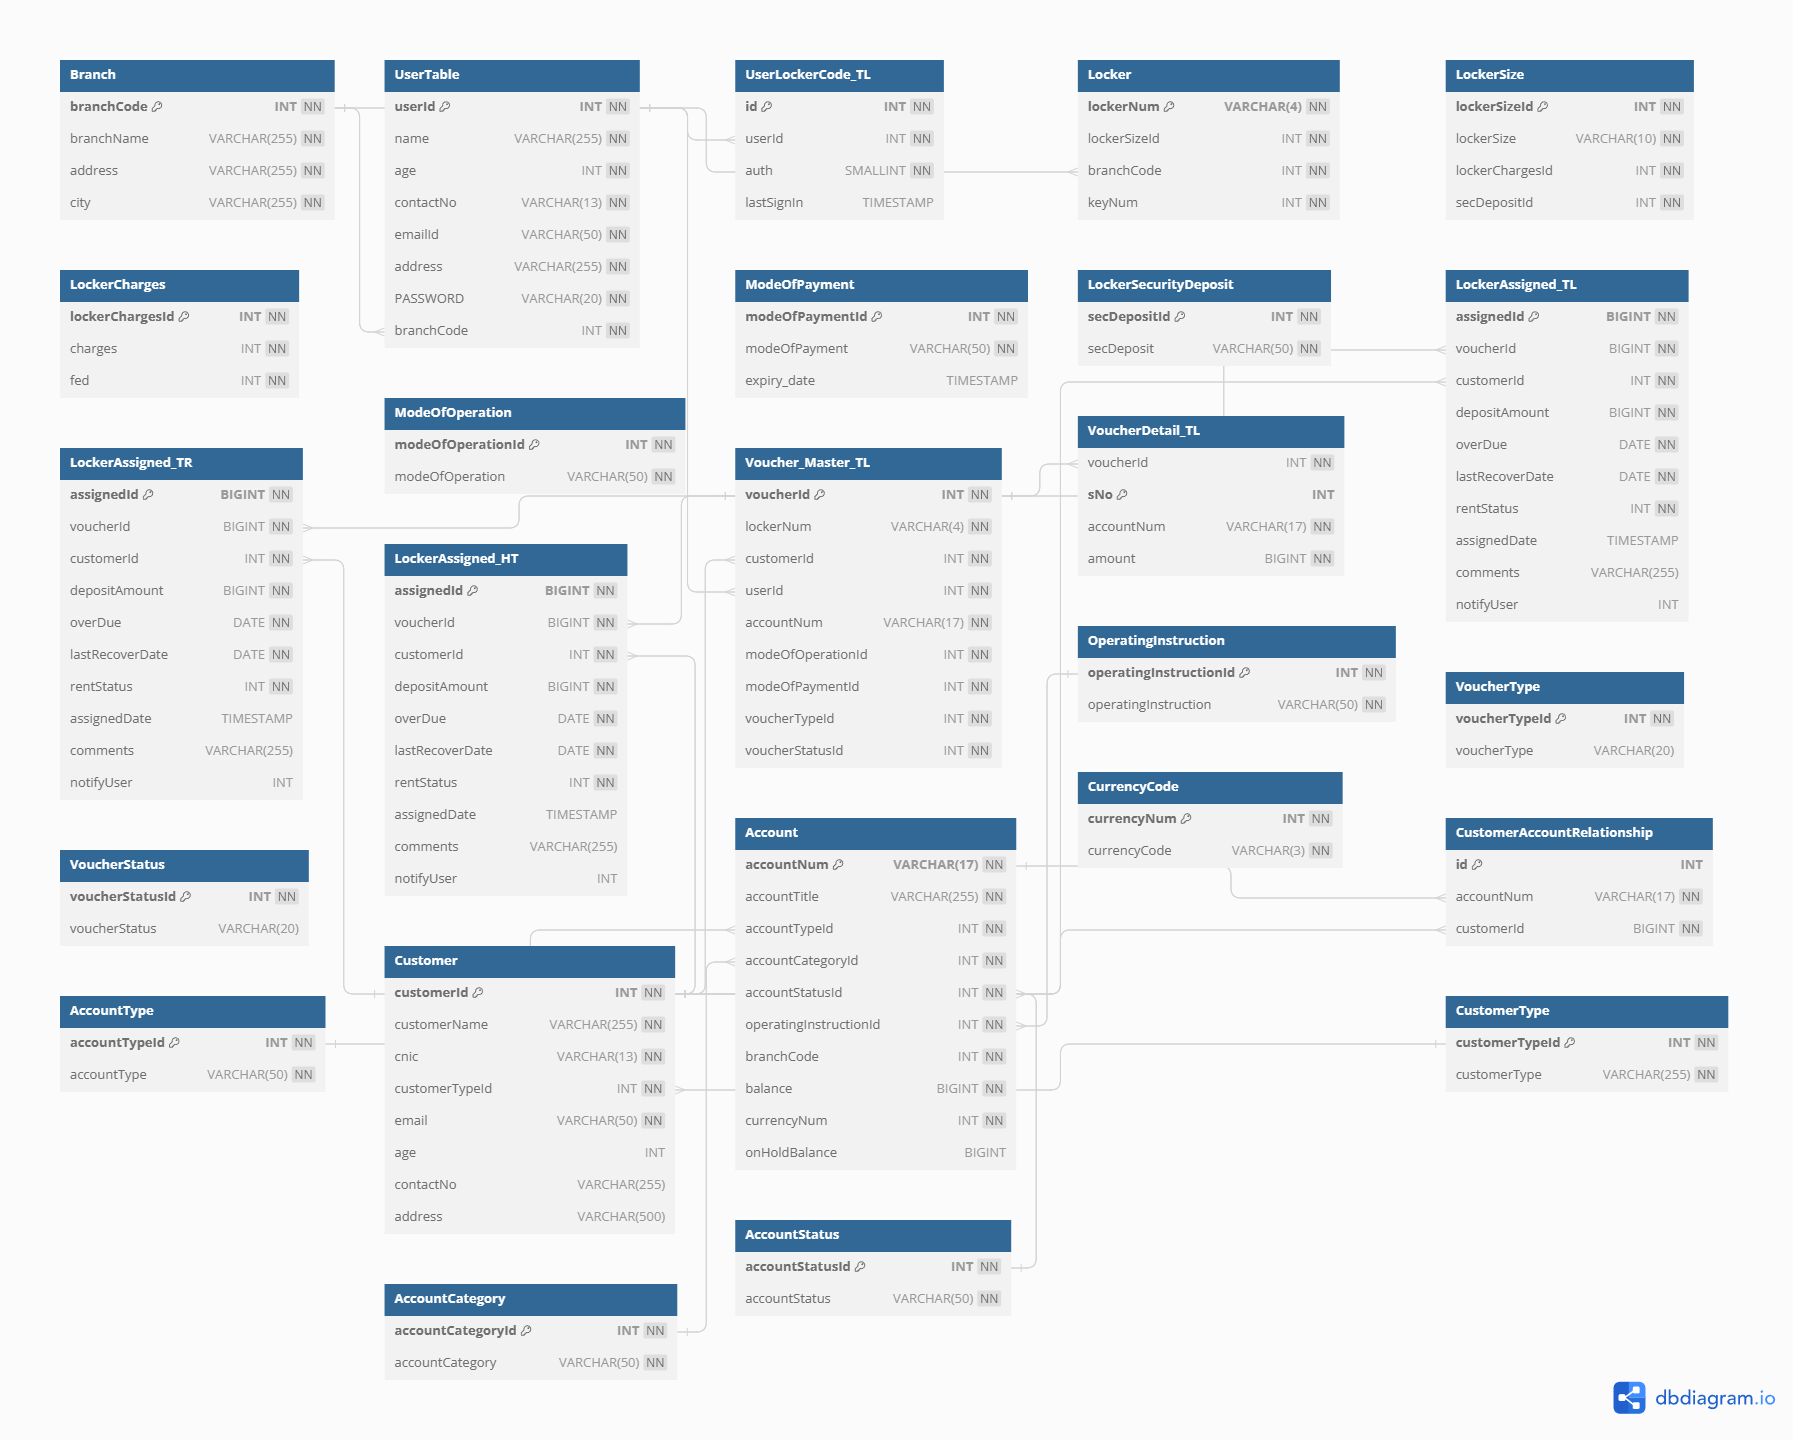 Branch
branchCode INT NN
branchName VARCHAR(255) NN
address VARCHAR(255) NN
city VARCHAR(255) NN
UserTable
userId INT NN
name VARCHAR(255) NN
age INT NN
contactNo VARCHAR(13) NN
emailId VARCHAR(50) NN
address VARCHAR(255) NN
PASSWORD VARCHAR(20) NN
branchCode INT NN
UserLockerCode_TL
id INT NN
userId INT NN
auth SMALLINT NN
lastSignIn TIMESTAMP
Locker
lockerNum VARCHAR(4) NN
lockerSizeId INT NN
branchCode INT NN
keyNum INT NN
LockerSize
lockerSizeId INT NN
lockerSize VARCHAR(10) NN
lockerChargesId INT NN
secDepositId INT NN
LockerCharges
lockerChargesId INT NN
charges INT NN
fed INT NN
ModeOfPayment
modeOfPaymentId INT NN
modeOfPayment VARCHAR(50) NN
expiry_date TIMESTAMP
LockerSecurityDeposit
secDepositId INT NN
secDeposit VARCHAR(50) NN
LockerAssigned_TL
assignedId BIGINT NN
voucherId BIGINT NN
customerId INT NN
depositAmount BIGINT NN
overDue DATE NN
lastRecoverDate DATE NN
rentStatus INT NN
assignedDate TIMESTAMP
comments VARCHAR(255)
notifyUser INT
ModeOfOperation
modeOfOperationId INT NN
modeOfOperation VARCHAR(50) NN
VoucherDetail_TL
voucherId INT NN
sNo INT
accountNum VARCHAR(17) NN
amount BIGINT NN
LockerAssigned_TR
assignedId BIGINT NN
voucherId BIGINT NN
customerId INT NN
depositAmount BIGINT NN
overDue DATE NN
lastRecoverDate DATE NN
rentStatus INT NN
assignedDate TIMESTAMP
comments VARCHAR(255)
notifyUser INT
Voucher_Master_TL
voucherId INT NN
lockerNum VARCHAR(4) NN
customerId INT NN
userId INT NN
accountNum VARCHAR(17) NN
modeOfOperationId INT NN
modeOfPaymentId INT NN
voucherTypeId INT NN
voucherStatusId INT NN
LockerAssigned_HT
assignedId BIGINT NN
voucherId BIGINT NN
customerId INT NN
depositAmount BIGINT NN
overDue DATE NN
lastRecoverDate DATE NN
rentStatus INT NN
assignedDate TIMESTAMP
comments VARCHAR(255)
notifyUser INT
OperatingInstruction
operatingInstructionId INT NN
operatingInstruction VARCHAR(50) NN
VoucherType
voucherTypeId INT NN
voucherType VARCHAR(20)
CurrencyCode
currencyNum INT NN
currencyCode VARCHAR(3) NN
Account
accountNum VARCHAR(17) NN
accountTitle VARCHAR(255) NN
accountTypeId INT NN
accountCategoryId INT NN
accountStatusId INT NN
operatingInstructionId INT NN
branchCode INT NN
balance BIGINT NN
currencyNum INT NN
onHoldBalance BIGINT
CustomerAccountRelationship
id INT
accountNum VARCHAR(17) NN
customerId BIGINT NN
VoucherStatus
voucherStatusId INT NN
voucherStatus VARCHAR(20)
Customer
customerId INT NN
customerName VARCHAR(255) NN
cnic VARCHAR(13) NN
customerTypeId INT NN
email VARCHAR(50) NN
age INT
contactNo VARCHAR(255)
address VARCHAR(500)
AccountType
accountTypeId INT NN
accountType VARCHAR(50) NN
CustomerType
customerTypeId INT NN
customerType VARCHAR(255) NN
AccountStatus
accountStatusId INT NN
accountStatus VARCHAR(50) NN
AccountCategory
accountCategoryId INT NN
accountCategory VARCHAR(50) NN
dbdiagram.io